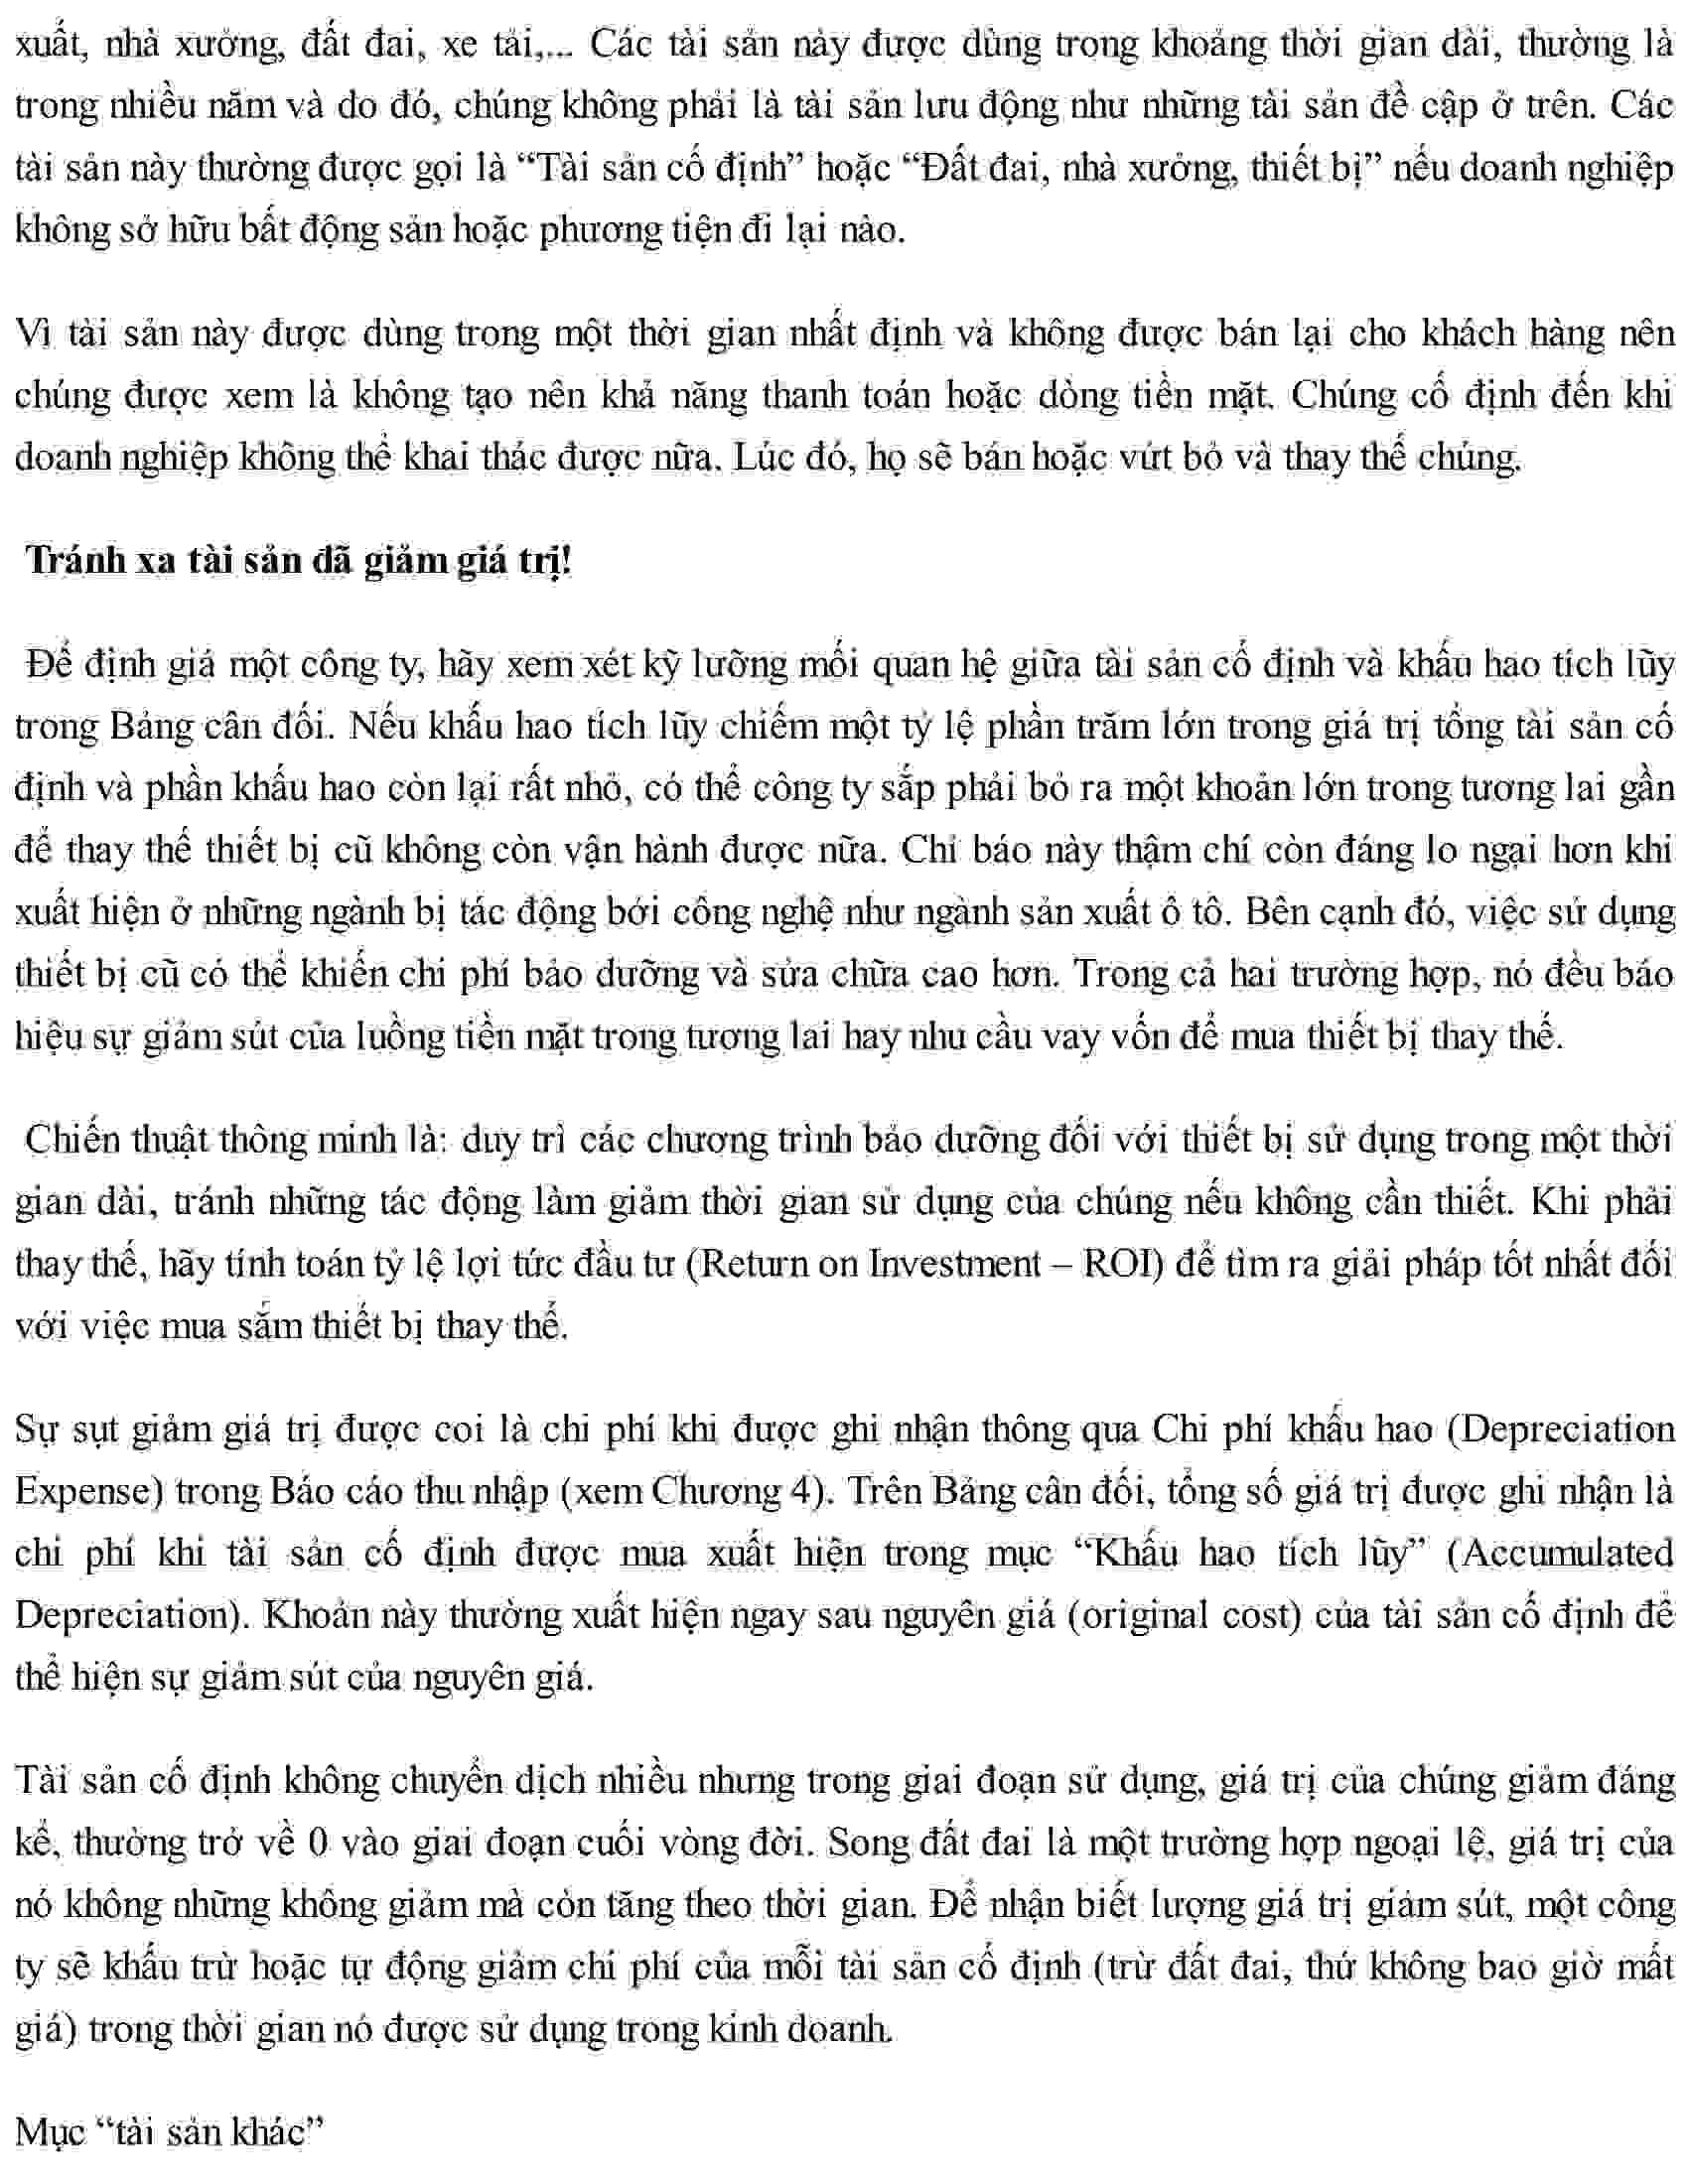 xuất, nhà xưởng, đất đai, xe tải,... Các tài sản này được dùng trong khoảng thời gian dài, thường là
trong nhiều năm và do đó, chúng không phải là tài sản lưu động như những tài sản đề cập ở trên. Các
tài sản này thường được gọi là “Tài sản cố định” hoặc “Đất đai, nhà xưởng, thiết bị” nếu doanh nghiệp
không sở hữu bất động sản hoặc phương tiện đi lại nào.
Vì tài sản này được dùng trong một thời gian nhất định và không được bán lại cho khách hàng nên
chúng được xem là không tạo nên khả năng thanh toán hoặc dòng tiền mặt. Chúng cố định đến khi
doanh nghiệp không thể khai thác được nữa. Lúc đó, họ sẽ bán hoặc vứt bỏ và thay thế chúng.
Tránh xa tài sản đã giảm giá trị!
Để định giá một công ty, hãy xem xét kỹ lưỡng mối quan hệ giữa tài sản cố định và khấu hao tích lũy
trong Bảng cân đối. Nếu khấu hao tích lũy chiếm một tỷ lệ phần trăm lớn trong giá trị tổng tài sản cố
định và phần khấu hao còn lại rất nhỏ, có thể công ty sắp phải bỏ ra một khoản lớn trong tương lai gần
để thay thế thiết bị cũ không còn vận hành được nữa. Chỉ báo này thậm chí còn đáng lo ngại hơn khi
xuất hiện ở những ngành bị tác động bởi công nghệ như ngành sản xuất ô tô. Bên cạnh đó, việc sử dụng
thiết bị cũ có thể khiến chi phí bảo dưỡng và sửa chữa cao hơn. Trong cả hai trường hợp, nó đều báo
hiệu sự giảm sút của luồng tiền mặt trong tương lai hay nhu cầu vay vốn để mua thiết bị thay thế.
Chiến thuật thông minh là: duy trì các chương trình bảo dưỡng đối với thiết bị sử dụng trong một thời
gian dài, tránh những tác động làm giảm thời gian sử dụng của chúng nếu không cần thiết. Khi phải
thay thế, hãy tính toán tỷ lệ lợi tức đầu tư (Return on Investment – ROI) để tìm ra giải pháp tốt nhất đối
với việc mua sắm thiết bị thay thế.
Sự sụt giảm giá trị được coi là chi phí khi được ghi nhận thông qua Chi phí khấu hao (Depreciation
Expense) trong Báo cáo thu nhập (xem Chương 4). Trên Bảng cân đối, tổng số giá trị được ghi nhận là
chi phí khi tài sản cố định được mua xuất hiện trong mục “Khấu hao tích lũy” (Accumulated
Depreciation). Khoản này thường xuất hiện ngay sau nguyên giá (original cost) của tài sản cố định để
thể hiện sự giảm sút của nguyên giá.
Tài sản cố định không chuyển dịch nhiều nhưng trong giai đoạn sử dụng, giá trị của chúng giảm đáng
kể, thường trở về 0 vào giai đoạn cuối vòng đời. Song đất đai là một trường hợp ngoại lệ, giá trị của
nó không những không giảm mà còn tăng theo thời gian. Để nhận biết lượng giá trị giảm sút, một công
ty sẽ khấu trừ hoặc tự động giảm chi phí của mỗi tài sản cố định (trừ đất đai, thứ không bao giờ mất
giá) trong thời gian nó được sử dụng trong kinh doanh.
Mục “tài sản khác”